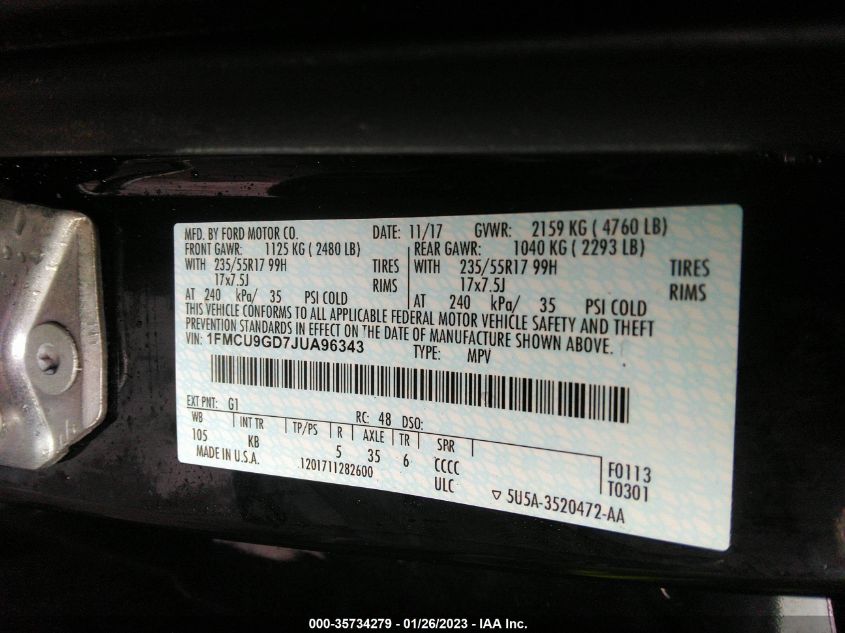 MFD. BY FORD MOTOR CO. DATE: 11/17 GVWR: 2159 KG ( 4760 LB)
FRONT GAWR: 1125 KG ( 2480 LB) REAR GAWR: 1040 KG ( 2293 LB)
WITH 235/55R17 99H TIRES WITH 235/55R17 99H TIRES
17x7.5J RIMS 17x7.5J RIMS
AT 240 kPa/ 35 PSI COLD AT 240 kPa/ 35 PSI COLD
THIS VEHICLE CONFORMS TO ALL APPLICABLE FEDERAL MOTOR VEHICLE SAFETY AND THEFT
PREVENTION STANDARDS IN EFFECT ON THE DATE OF MANUFACTURE SHOWN ABOVE.
VIN: 1FMCU9GD7JUA96343 TYPE: MPV
EXT PNT: G1 RC: 48 DSO:
WB INT TR TP/PS R AXLE TR SPR
105 KB 5 35 6 CCCC F0113
MADE IN U.S.A. 1201711282600 ULC T0301
▽ 5U5A-3520472-AA
000-35734279 - 01/26/2023 - IAA Inc.